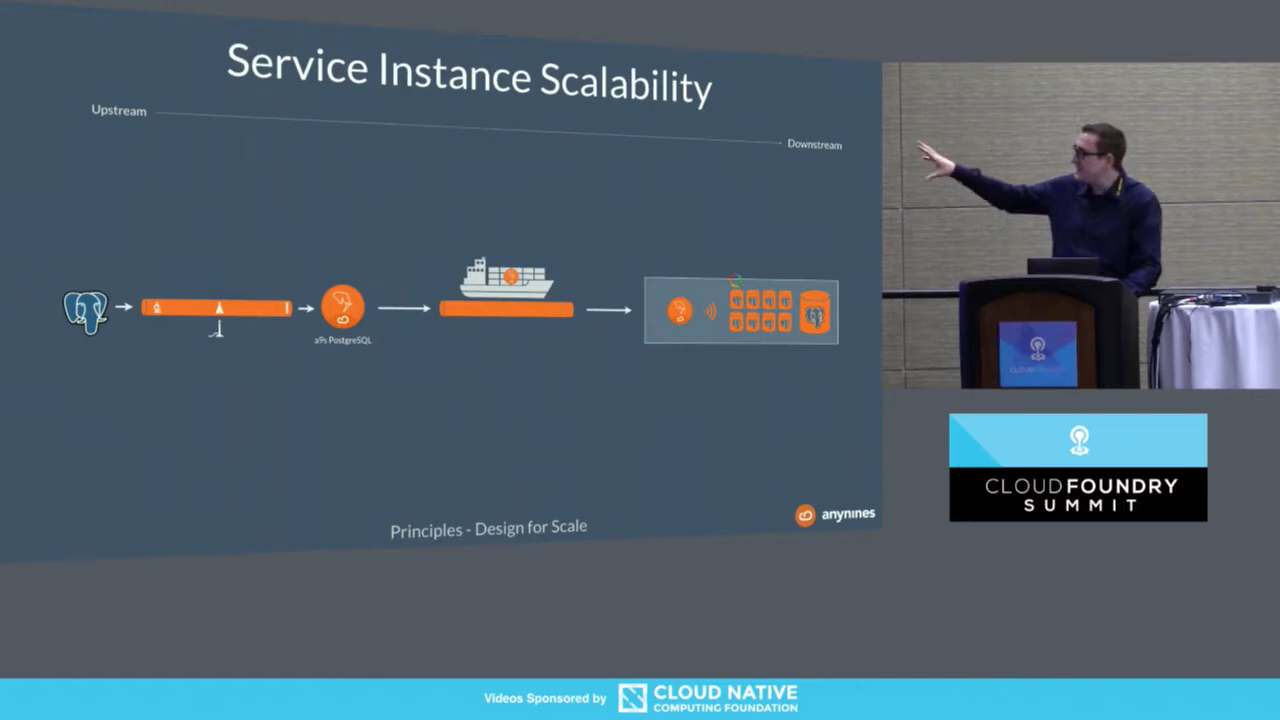 Service Instance Scalability
Upstream
Downstream
a9s PostgreSQL
Principles - Design for Scale
anynines
CLOUD FOUNDRY
SUMMIT
Videos Sponsored by
CLOUD NATIVE
COMPUTING FOUNDATION